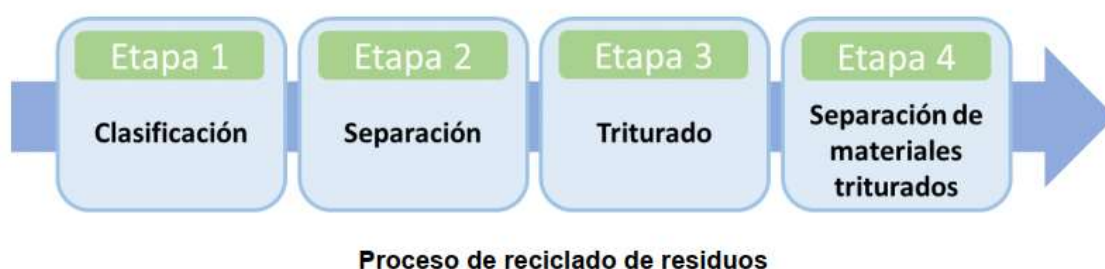 Etapa 1
Clasificación
Etapa 2
Separación
Etapa 3
Triturado
Etapa 4
Separación de
materiales
triturados
Proceso de reciclado de residuos